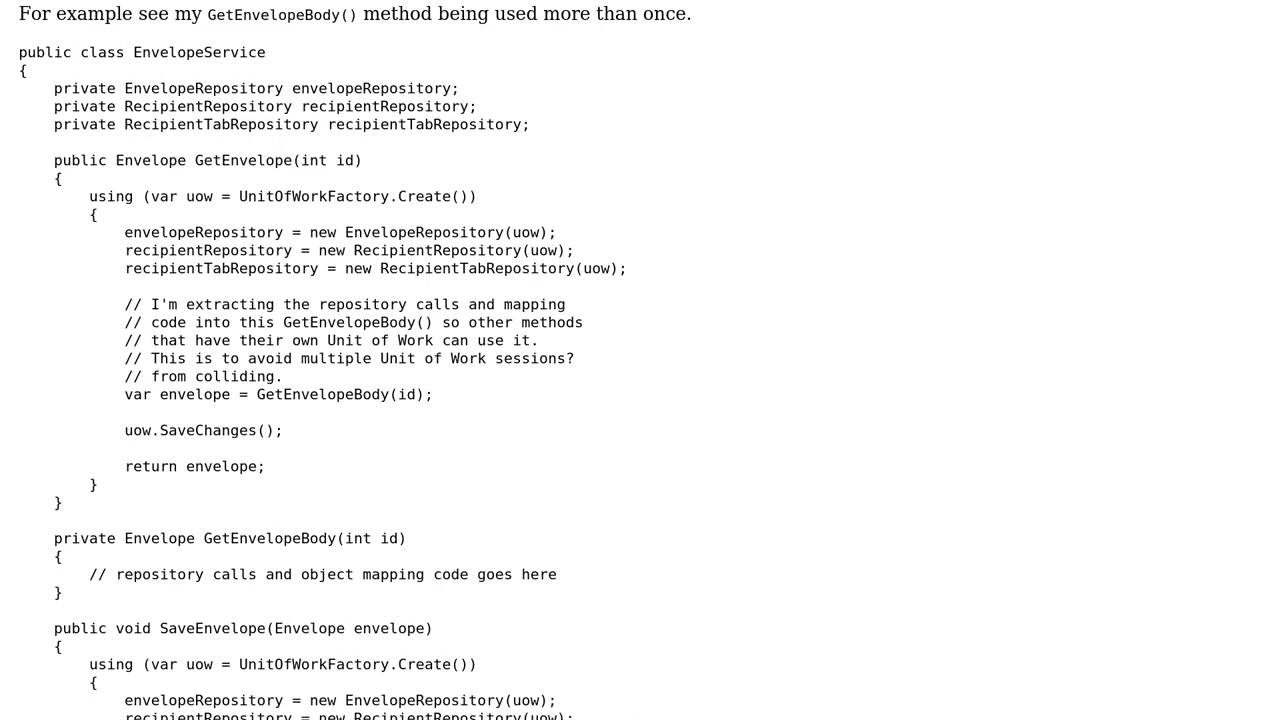 For example see my GetEnvelopeBody() method being used more than once.
public class EnvelopeService
{
    private EnvelopeRepository envelopeRepository;
    private RecipientRepository recipientRepository;
    private RecipientTabRepository recipientTabRepository;

    public Envelope GetEnvelope(int id)
    {
        using (var uow = UnitOfWorkFactory.Create())
        {
            envelopeRepository = new EnvelopeRepository(uow);
            recipientRepository = new RecipientRepository(uow);
            recipientTabRepository = new RecipientTabRepository(uow);

            // I'm extracting the repository calls and mapping
            // code into this GetEnvelopeBody() so other methods
            // that have their own Unit of Work can use it.
            // This is to avoid multiple Unit of Work sessions?
            // from colliding.
            var envelope = GetEnvelopeBody(id);

            uow.SaveChanges();

            return envelope;
        }
    }

    private Envelope GetEnvelopeBody(int id)
    {
        // repository calls and object mapping code goes here
    }

    public void SaveEnvelope(Envelope envelope)
    {
        using (var uow = UnitOfWorkFactory.Create())
        {
            envelopeRepository = new EnvelopeRepository(uow);
            recipientRepository = new RecipientRepository(uow);